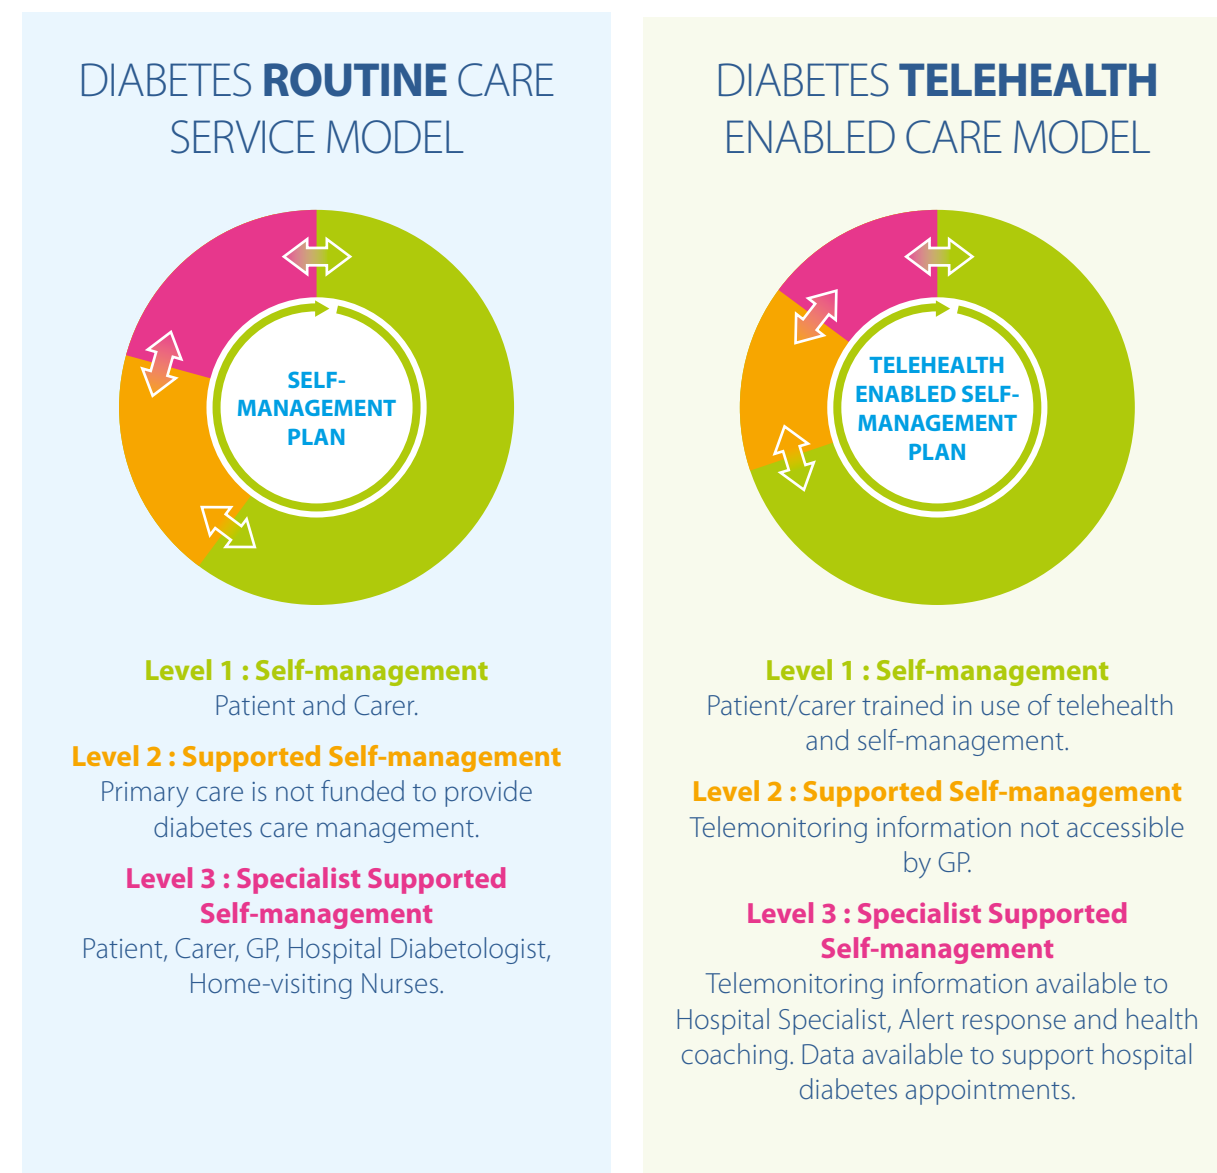 DIABETES ROUTINE CARE
SERVICE MODEL
SELF-
MANAGEMENT
PLAN
Level 1 : Self-management
Patient and Carer.
Level 2 : Supported Self-management
Primary care is not funded to provide
diabetes care management.
Level 3 : Specialist Supported
Self-management
Patient, Carer, GP, Hospital Diabetologist,
Home-visiting Nurses.
DIABETES TELEHEALTH
ENABLED CARE MODEL
TELEHEALTH
ENABLED SELF-
MANAGEMENT
PLAN
Level 1 : Self-management
Patient/carer trained in use of telehealth
and self-management.
Level 2 : Supported Self-management
Telemonitoring information not accessible
by GP.
Level 3 : Specialist Supported
Self-management
Telemonitoring information available to
Hospital Specialist, Alert response and health
coaching. Data available to support hospital
diabetes appointments.